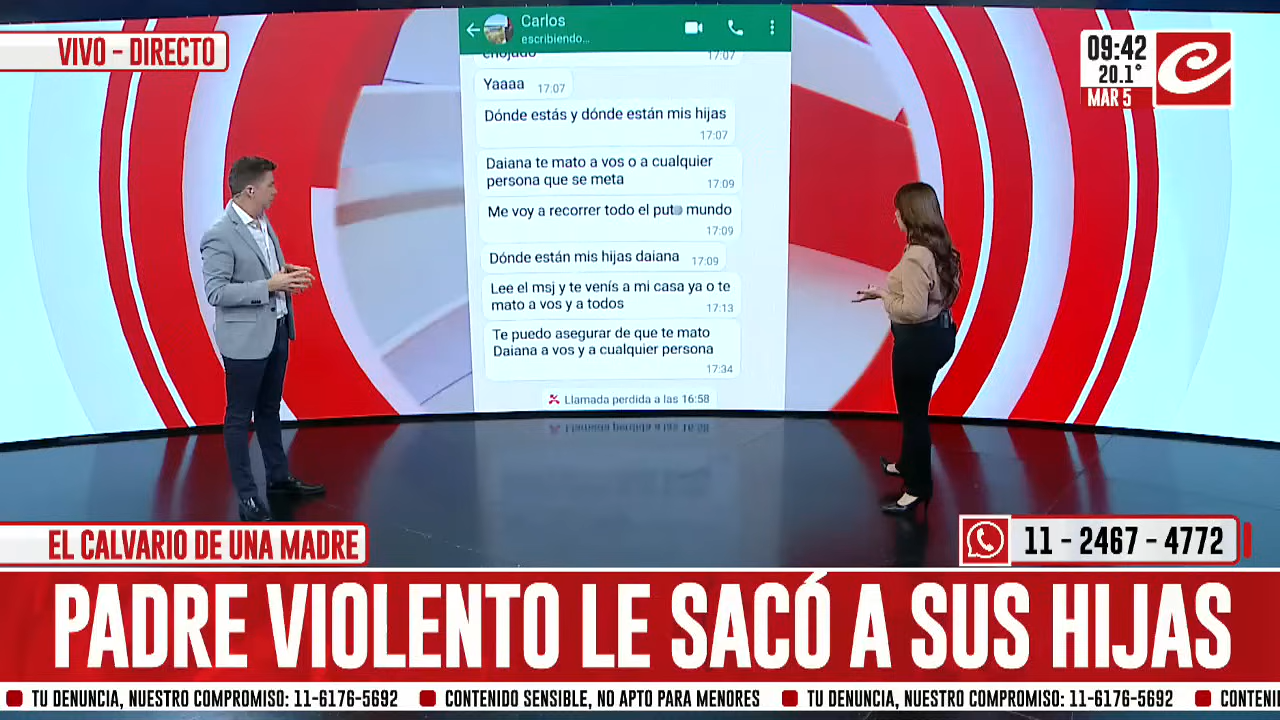 VIVO - DIRECTO
09:42
20.1°
MAR 5
Carlos
escribiendo...
enojado
17:07
Yaaaa 17:07
Dónde estás y dónde están mis hijas
17:07
Daiana te mato a vos o a cualquier
persona que se meta 17:09
Me voy a recorrer todo el put mundo
17:09
Dónde están mis hijas daiana 17:09
Lee el msj y te venís a mi casa ya o te
mato a vos y a todos 17:13
Te puedo asegurar de que te mato
Daiana a vos y a cualquier persona
17:34
Llamada perdida a las 16:58
EL CALVARIO DE UNA MADRE
11 - 2467 - 4772
PADRE VIOLENTO LE SACÓ A SUS HIJAS
TU DENUNCIA, NUESTRO COMPROMISO: 11-6176-5692 CONTENIDO SENSIBLE, NO APTO PARA MENORES TU DENUNCIA, NUESTRO COMPROMISO: 11-6176-5692 CONTENI